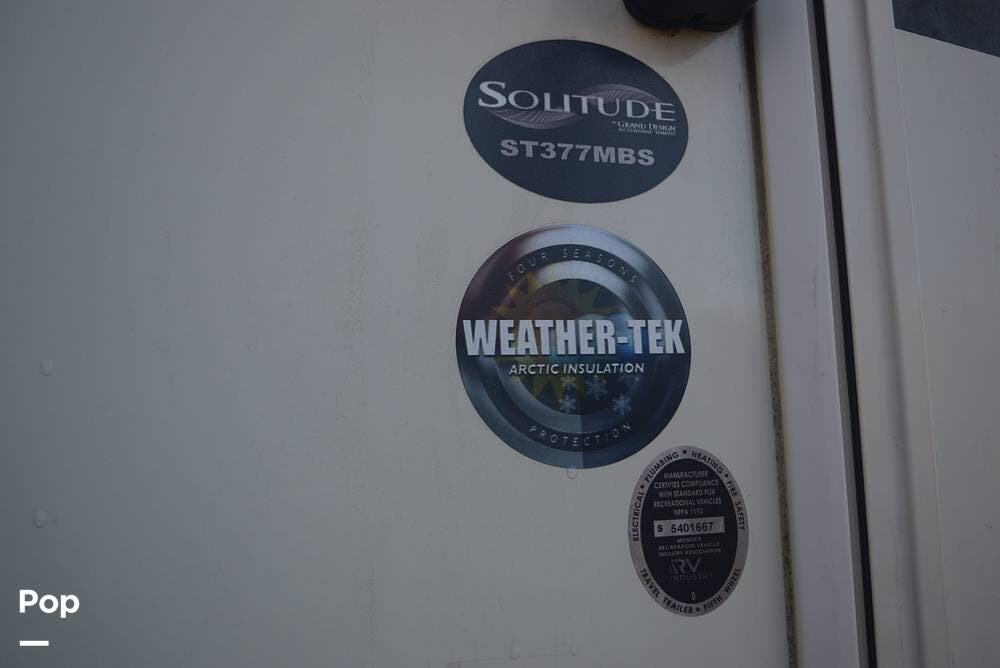 SOLITUDE
BY GRAND DESIGN
RECREATIONAL VEHICLES
ST377MBS
FOUR SEASONS
WEATHER-TEK
ARCTIC INSULATION
PROTECTION
ELECTRICAL • PLUMBING • HEATING • FIRE SAFETY
MANUFACTURER
CERTIFIES COMPLIANCE
WITH STANDARD FOR
RECREATIONAL VEHICLES
NFPA 1192
S 5401667
MEMBER
RECREATION VEHICLE
INDUSTRY ASSOCIATION
RV
INDUSTRY
D
TRAVEL TRAILER • FIFTH WHEEL
Pop